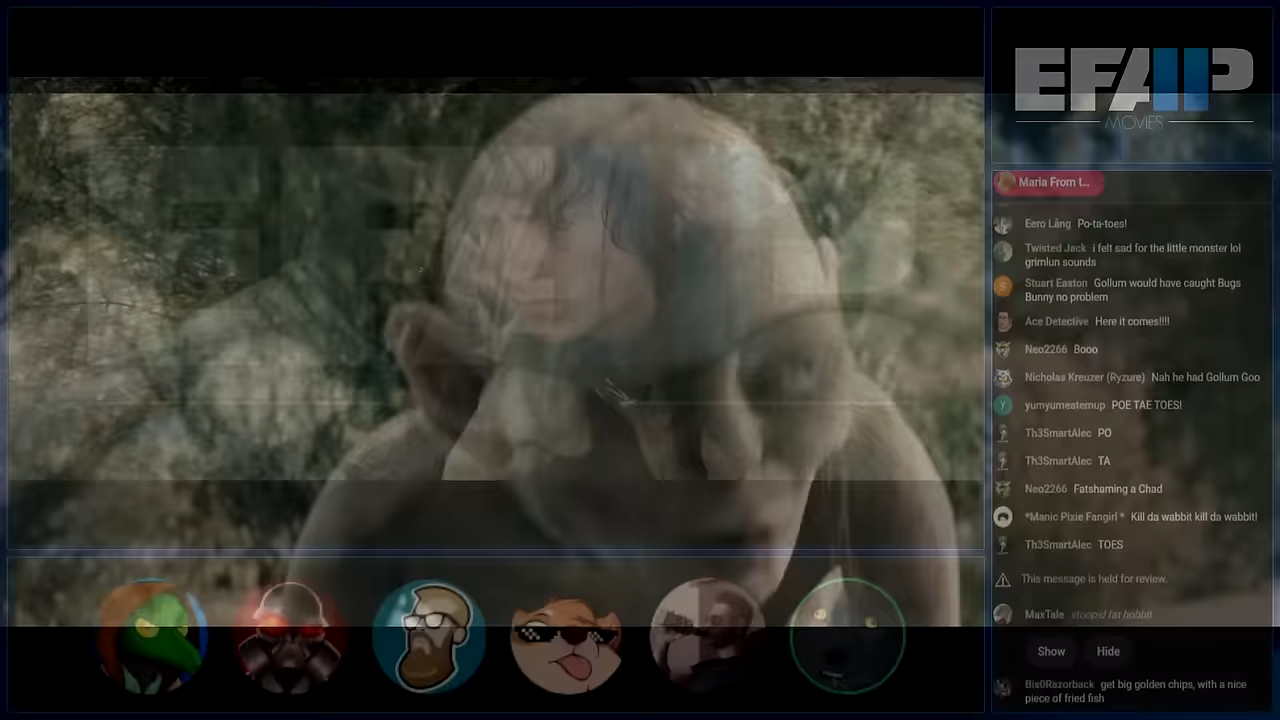 EFAP
MOVIES
Maria From t...
Eero Lång Po-ta-toes!
Twisted Jack i felt sad for the little monster lol
grimlun sounds
Stuart Easton Gollum would have caught Bugs
Bunny no problem
Ace Detective Here it comes!!!!
Neo2266 Booo
Nicholas Kreuzer (Ryzure) Nah he had Gollum Goo
yumyumeatemup POE TAE TOES!
Th3SmartAlec PO
Th3SmartAlec TA
Neo2266 Fatshaming a Chad
*Manic Pixie Fangirl * Kill da wabbit kill da wabbit!
Th3SmartAlec TOES
This message is held for review.
MaxTale stoopid fat hobbit
Show Hide
Bis0Razorback get big golden chips, with a nice
piece of fried fish